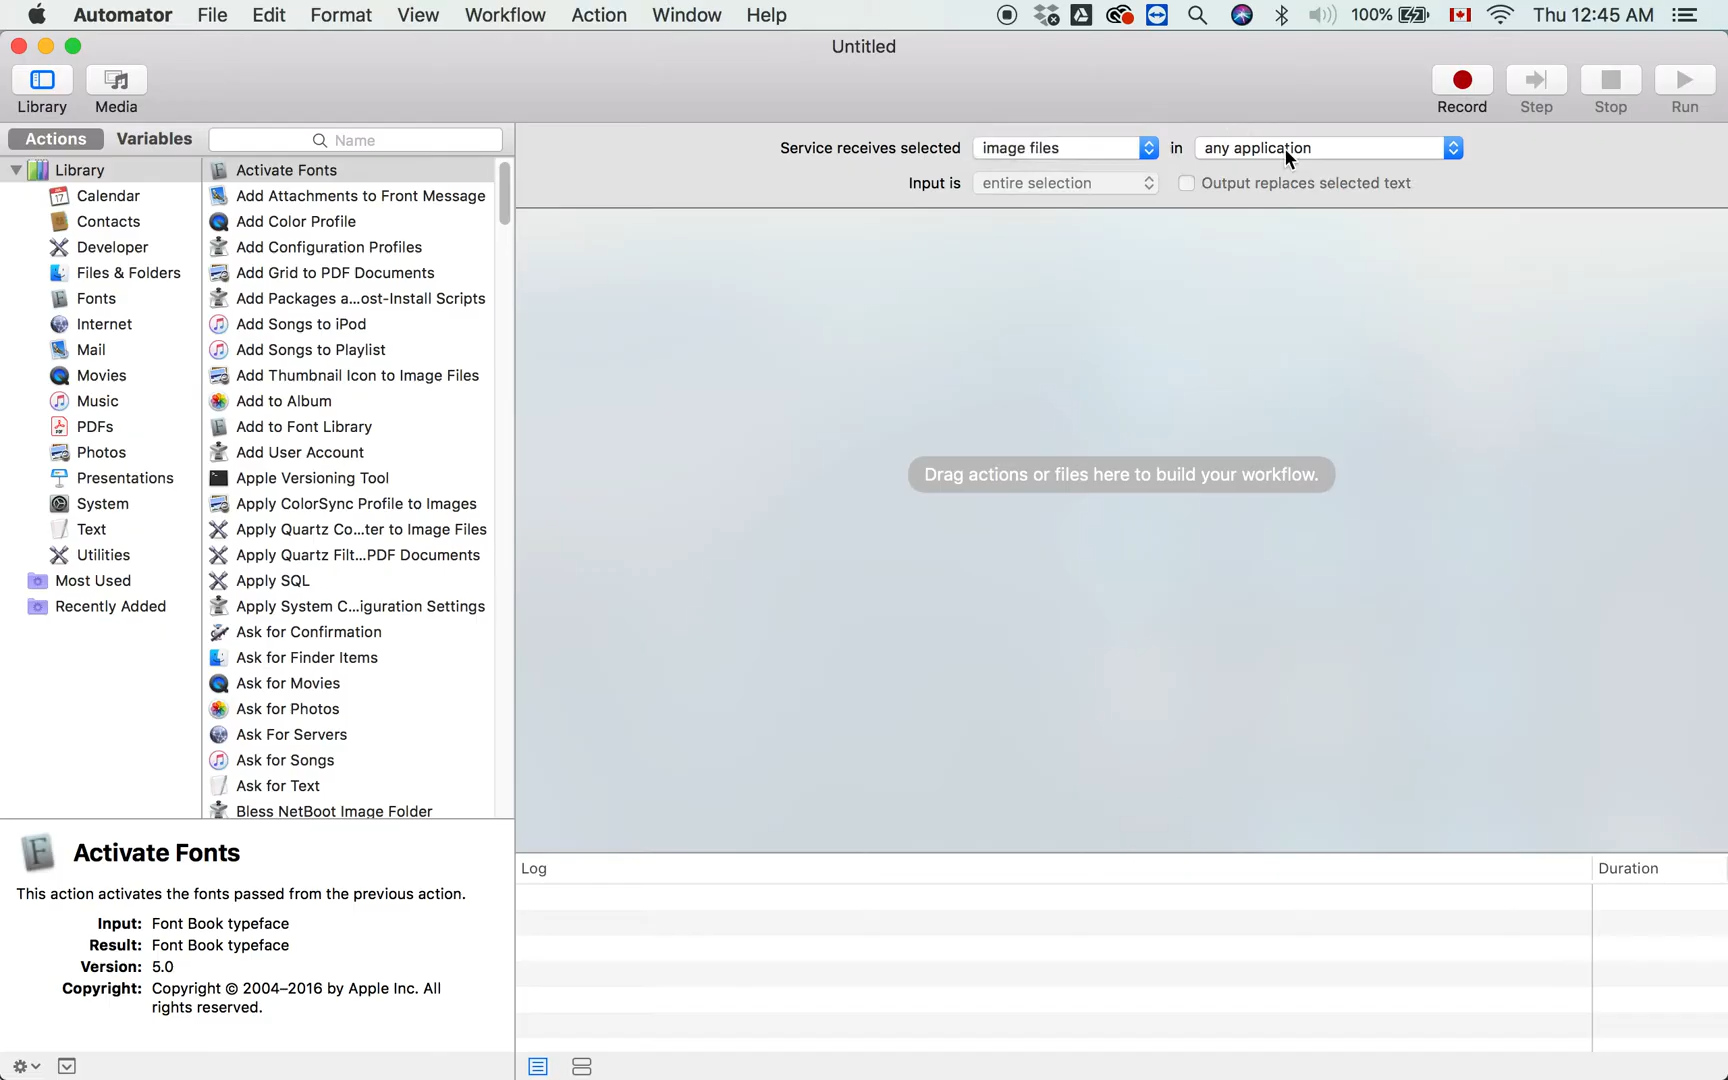 Automator File Edit Format View Workflow Action Window Help 100% Thu 12:45 AM
Untitled
Library Media Record Step Stop Run
Actions Variables Name
Service receives selected image files in any application
Input is entire selection Output replaces selected text
Library
Calendar
Contacts
Developer
Files & Folders
Fonts
Internet
Mail
Movies
Music
PDFs
Photos
Presentations
System
Text
Utilities
Most Used
Recently Added
Activate Fonts
Add Attachments to Front Message
Add Color Profile
Add Configuration Profiles
Add Grid to PDF Documents
Add Packages a...ost-Install Scripts
Add Songs to iPod
Add Songs to Playlist
Add Thumbnail Icon to Image Files
Add to Album
Add to Font Library
Add User Account
Apple Versioning Tool
Apply ColorSync Profile to Images
Apply Quartz Co...ter to Image Files
Apply Quartz Filt...PDF Documents
Apply SQL
Apply System C...iguration Settings
Ask for Confirmation
Ask for Finder Items
Ask for Movies
Ask for Photos
Ask For Servers
Ask for Songs
Ask for Text
Bless NetBoot Image Folder
Drag actions or files here to build your workflow.
Activate Fonts
This action activates the fonts passed from the previous action.
Input: Font Book typeface
Result: Font Book typeface
Version: 5.0
Copyright: Copyright © 2004–2016 by Apple Inc. All
rights reserved.
Log Duration